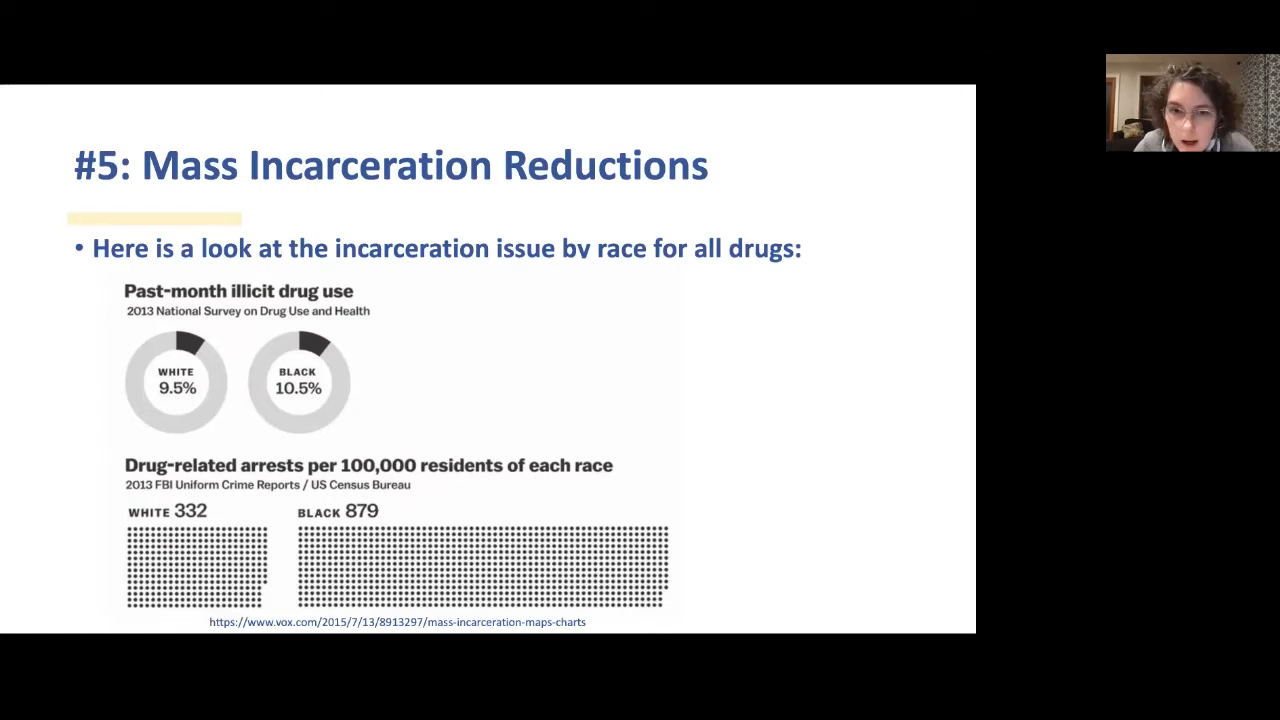 #5: Mass Incarceration Reductions
• Here is a look at the incarceration issue by race for all drugs:
Past-month illicit drug use
2013 National Survey on Drug Use and Health
WHITE
9.5%
BLACK
10.5%
Drug-related arrests per 100,000 residents of each race
2013 FBI Uniform Crime Reports / US Census Bureau
WHITE 332
BLACK 879
https://www.vox.com/2015/7/13/8913297/mass-incarceration-maps-charts